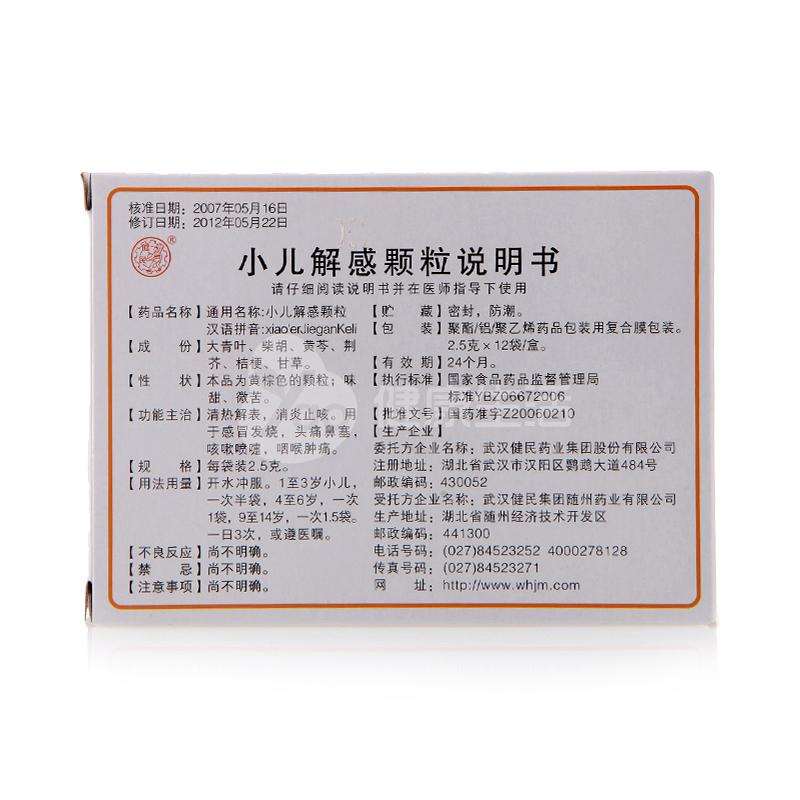 核准日期：2007年05月16日
修订日期：2012年05月22日
®
小儿解感颗粒说明书
请仔细阅读说明书并在医师指导下使用
【药品名称】通用名称：小儿解感颗粒
汉语拼音：xiao'erJieganKeli
【成　份】大青叶、柴胡、黄芩、荆
芥、桔梗、甘草。
【性　状】本品为黄棕色的颗粒；味
甜、微苦。
【功能主治】清热解表，消炎止咳。用
于感冒发烧，头痛鼻塞，
咳嗽喷嚏，咽喉肿痛。
【规　格】每袋装2.5克。
【用法用量】开水冲服。1至3岁小儿，
一次半袋，4至6岁，一次
1袋，9至14岁，一次1.5袋。
一日3次，或遵医嘱。
【不良反应】尚不明确。
【禁　忌】尚不明确。
【注意事项】尚不明确。
【贮　藏】密封，防潮。
【包　装】聚酯/铝/聚乙烯药品包装用复合膜包装。
2.5克×12袋/盒。
【有 效 期】24个月。
【执行标准】国家食品药品监督管理局
标准YBZ06672006
【批准文号】国药准字Z20060210
【生产企业】
委托方企业名称：武汉健民药业集团股份有限公司
注册地址：湖北省武汉市汉阳区鹦鹉大道484号
邮政编码：430052
受托方企业名称：武汉健民集团随州药业有限公司
生产地址：湖北省随州经济技术开发区
邮政编码：441300
电话号码：(027)84523252 4000278128
传真号码：(027)84523271
网　址：http://www.whjm.com
健康生活